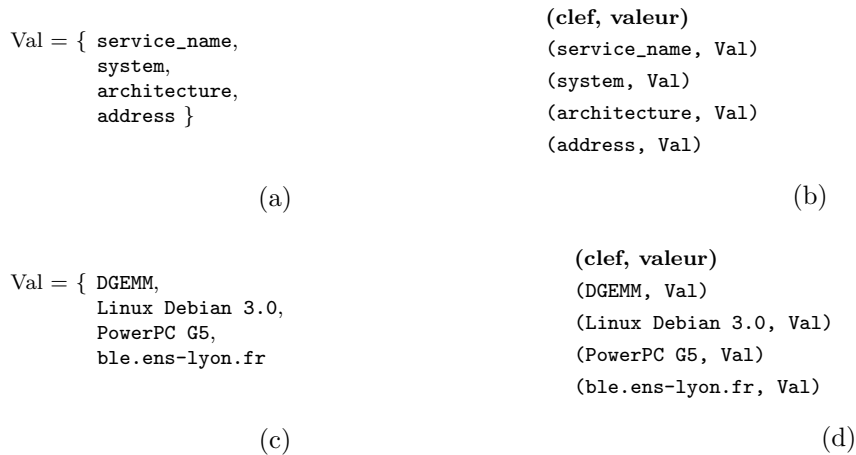 Val = { service_name,
system,
architecture,
address }
(a)
(clef, valeur)
(service_name, Val)
(system, Val)
(architecture, Val)
(address, Val)
(b)
Val = { DGEMM,
Linux Debian 3.0,
PowerPC G5,
ble.ens-lyon.fr
(c)
(clef, valeur)
(DGEMM, Val)
(Linux Debian 3.0, Val)
(PowerPC G5, Val)
(ble.ens-lyon.fr, Val)
(d)